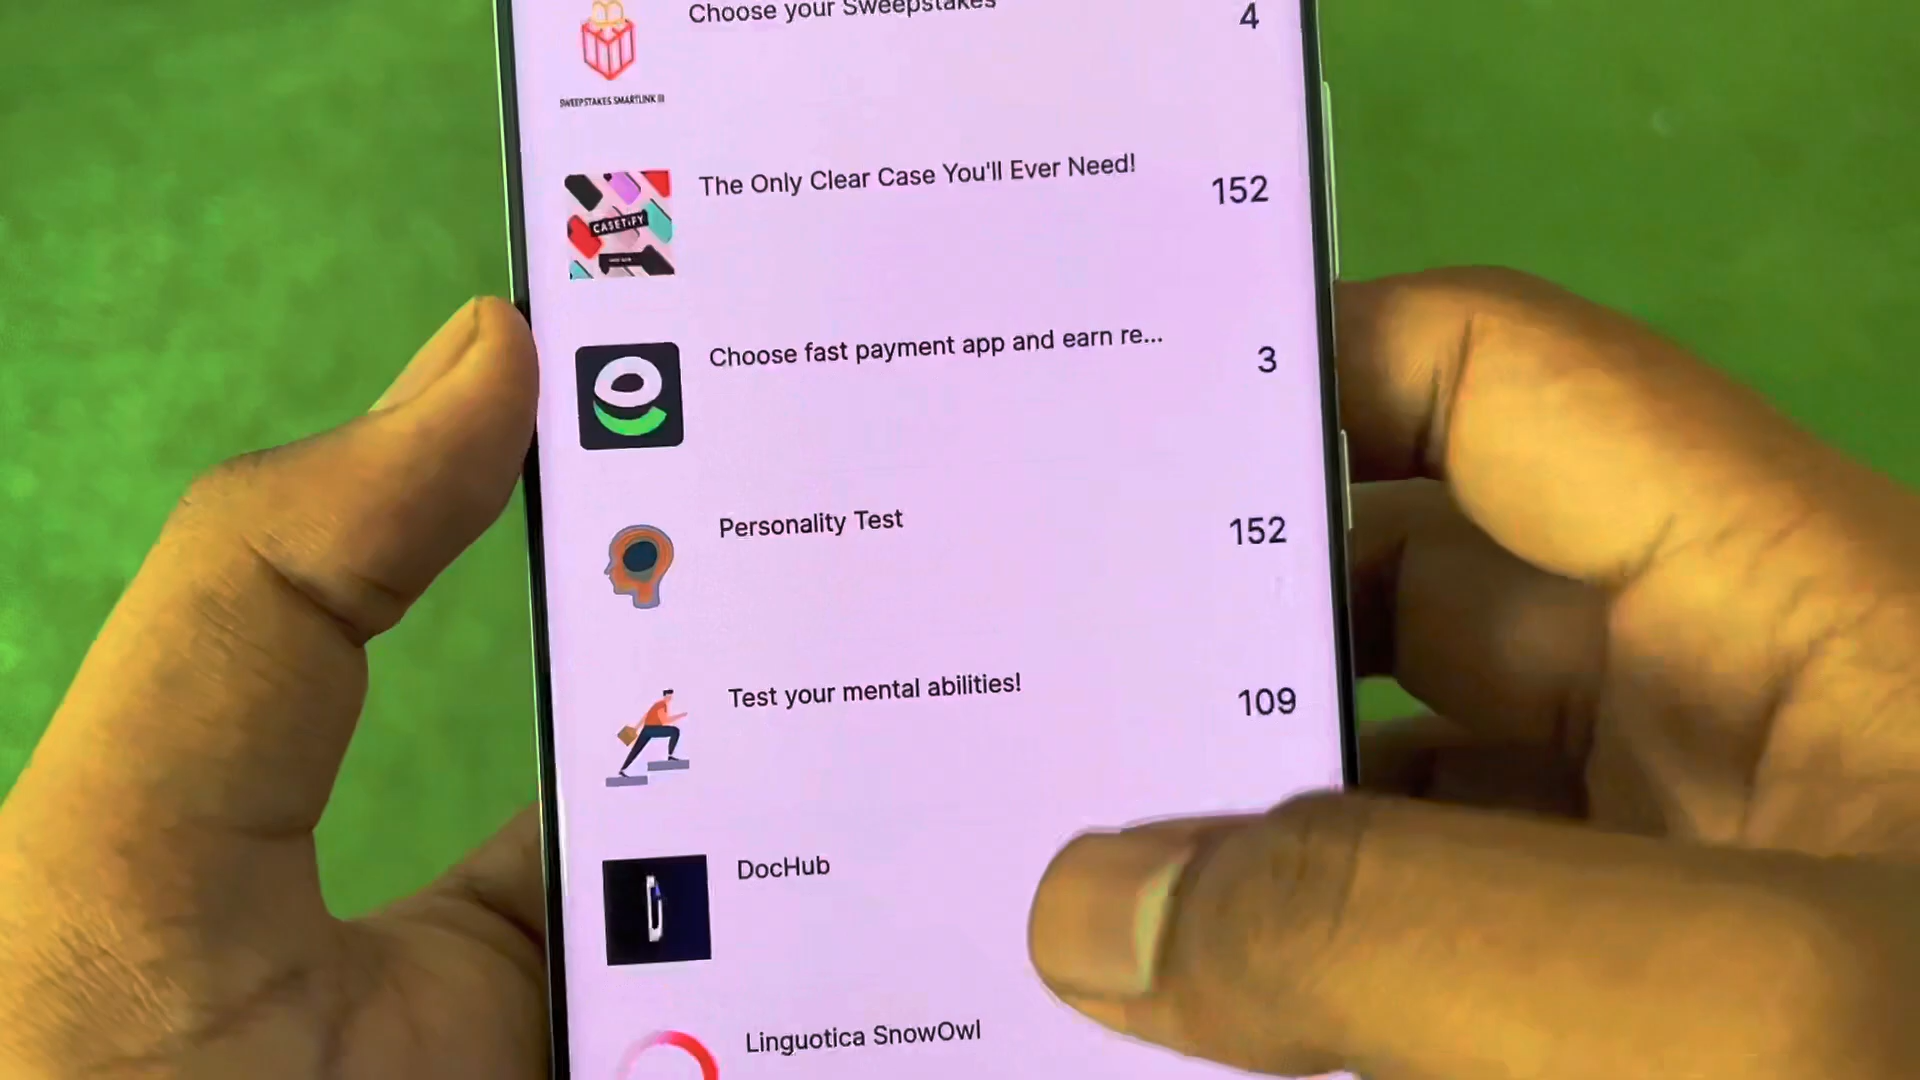 Choose your Sweepstakes
4
SWEEPSTAKES SMARTLINK
The Only Clear Case You'll Ever Need!
152
CASETiFY
Choose fast payment app and earn re...
3
Personality Test
152
Test your mental abilities!
109
DocHub
Linguotica SnowOwl